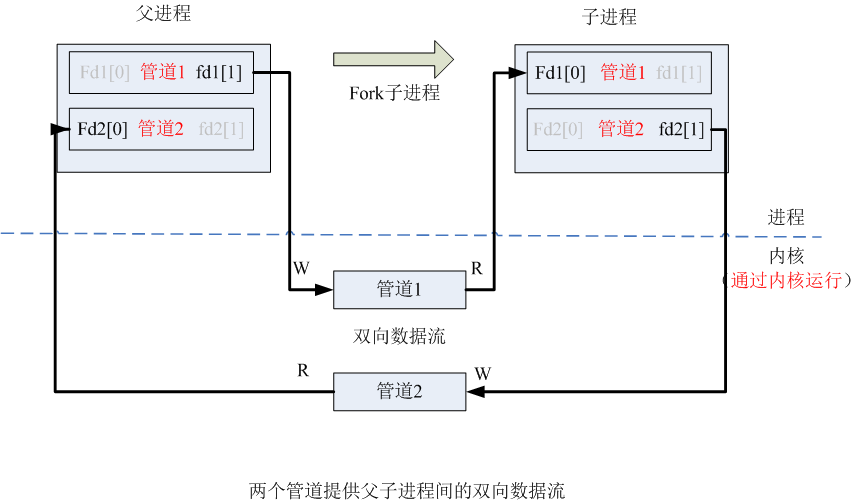 父进程
子进程
Fd1[0] 管道1 fd1[1]
Fd2[0] 管道2 fd2[1]
Fork子进程
Fd1[0] 管道1 fd1[1]
Fd2[0] 管道2 fd2[1]
进程
内核
（通过内核运行）
W
管道1
R
双向数据流
R
管道2
W
两个管道提供父子进程间的双向数据流